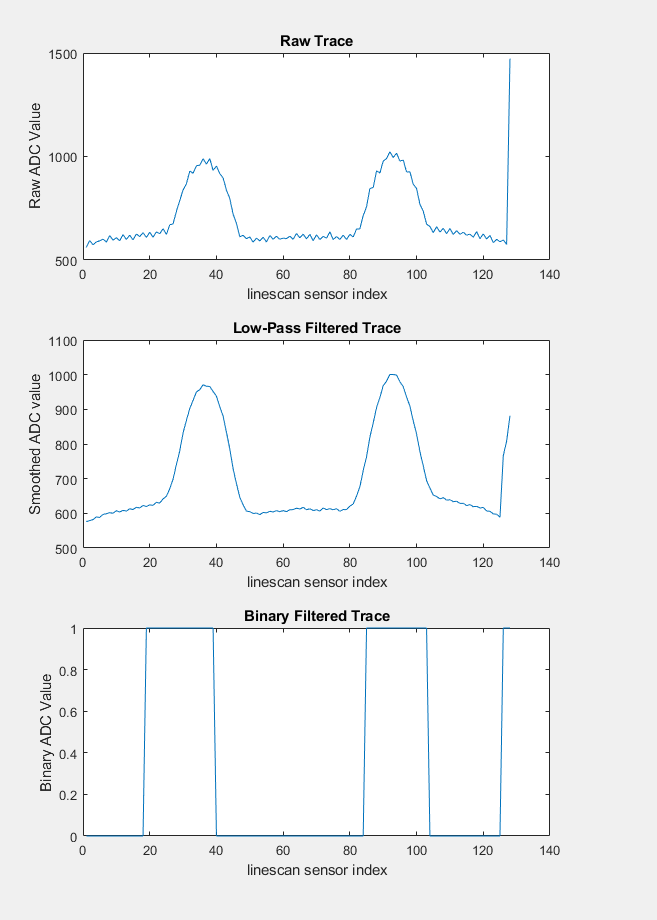 Raw Trace
1500
1000
500
Raw ADC Value
0 20 40 60 80 100 120 140
linescan sensor index
Low-Pass Filtered Trace
1100
1000
900
800
700
600
500
Smoothed ADC value
0 20 40 60 80 100 120 140
linescan sensor index
Binary Filtered Trace
1
0.8
0.6
0.4
0.2
0
Binary ADC Value
0 20 40 60 80 100 120 140
linescan sensor index